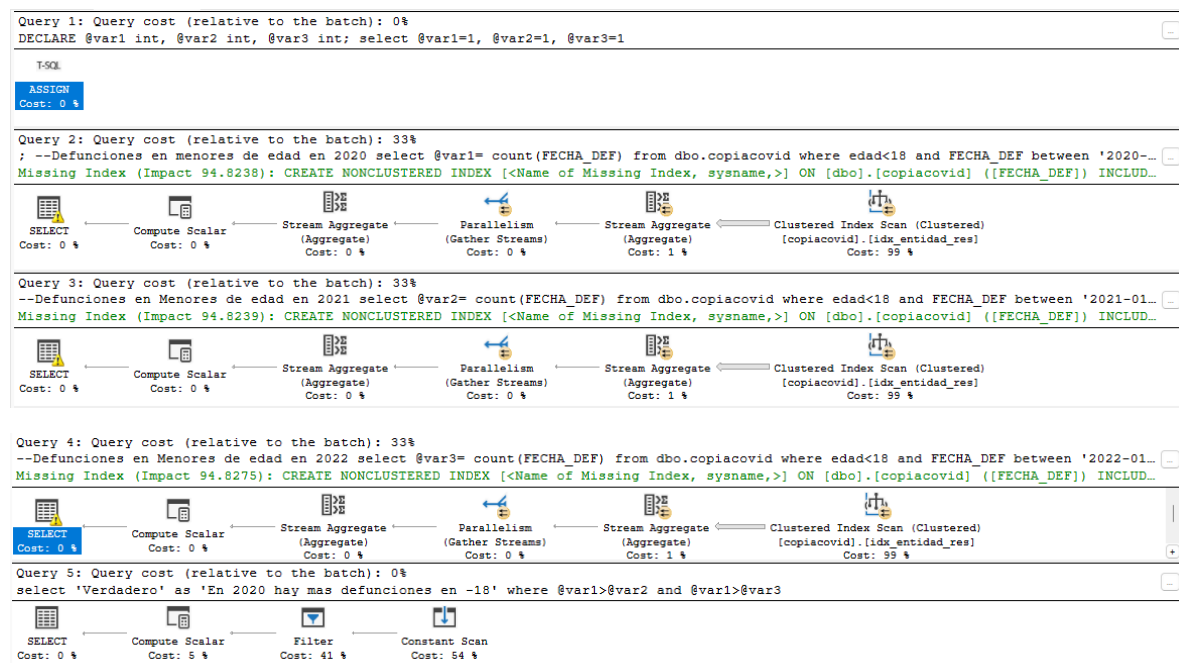 Query 1: Query cost (relative to the batch): 0%
DECLARE @var1 int, @var2 int, @var3 int; select @var1=1, @var2=1, @var3=1
T-SQL
ASSIGN
Cost: 0 %
Query 2: Query cost (relative to the batch): 33%
; --Defunciones en menores de edad en 2020 select @var1= count(FECHA_DEF) from dbo.copiacovid where edad<18 and FECHA_DEF between '2020-…
Missing Index (Impact 94.8238): CREATE NONCLUSTERED INDEX [<Name of Missing Index, sysname,>] ON [dbo].[copiacovid] ([FECHA_DEF]) INCLUD…
SELECT
Cost: 0 %
Compute Scalar
Cost: 0 %
Stream Aggregate
(Aggregate)
Cost: 0 %
Parallelism
(Gather Streams)
Cost: 0 %
Stream Aggregate
(Aggregate)
Cost: 1 %
Clustered Index Scan (Clustered)
[copiacovid].[idx_entidad_res]
Cost: 99 %
Query 3: Query cost (relative to the batch): 33%
--Defunciones en Menores de edad en 2021 select @var2= count(FECHA_DEF) from dbo.copiacovid where edad<18 and FECHA_DEF between '2021-01…
Missing Index (Impact 94.8239): CREATE NONCLUSTERED INDEX [<Name of Missing Index, sysname,>] ON [dbo].[copiacovid] ([FECHA_DEF]) INCLUD…
SELECT
Cost: 0 %
Compute Scalar
Cost: 0 %
Stream Aggregate
(Aggregate)
Cost: 0 %
Parallelism
(Gather Streams)
Cost: 0 %
Stream Aggregate
(Aggregate)
Cost: 1 %
Clustered Index Scan (Clustered)
[copiacovid].[idx_entidad_res]
Cost: 99 %
Query 4: Query cost (relative to the batch): 33%
--Defunciones en Menores de edad en 2022 select @var3= count(FECHA_DEF) from dbo.copiacovid where edad<18 and FECHA_DEF between '2022-01…
Missing Index (Impact 94.8275): CREATE NONCLUSTERED INDEX [<Name of Missing Index, sysname,>] ON [dbo].[copiacovid] ([FECHA_DEF]) INCLUD…
SELECT
Cost: 0 %
Compute Scalar
Cost: 0 %
Stream Aggregate
(Aggregate)
Cost: 0 %
Parallelism
(Gather Streams)
Cost: 0 %
Stream Aggregate
(Aggregate)
Cost: 1 %
Clustered Index Scan (Clustered)
[copiacovid].[idx_entidad_res]
Cost: 99 %
Query 5: Query cost (relative to the batch): 0%
select 'Verdadero' as 'En 2020 hay mas defunciones en -18' where @var1>@var2 and @var1>@var3
SELECT
Cost: 0 %
Compute Scalar
Cost: 5 %
Filter
Cost: 41 %
Constant Scan
Cost: 54 %